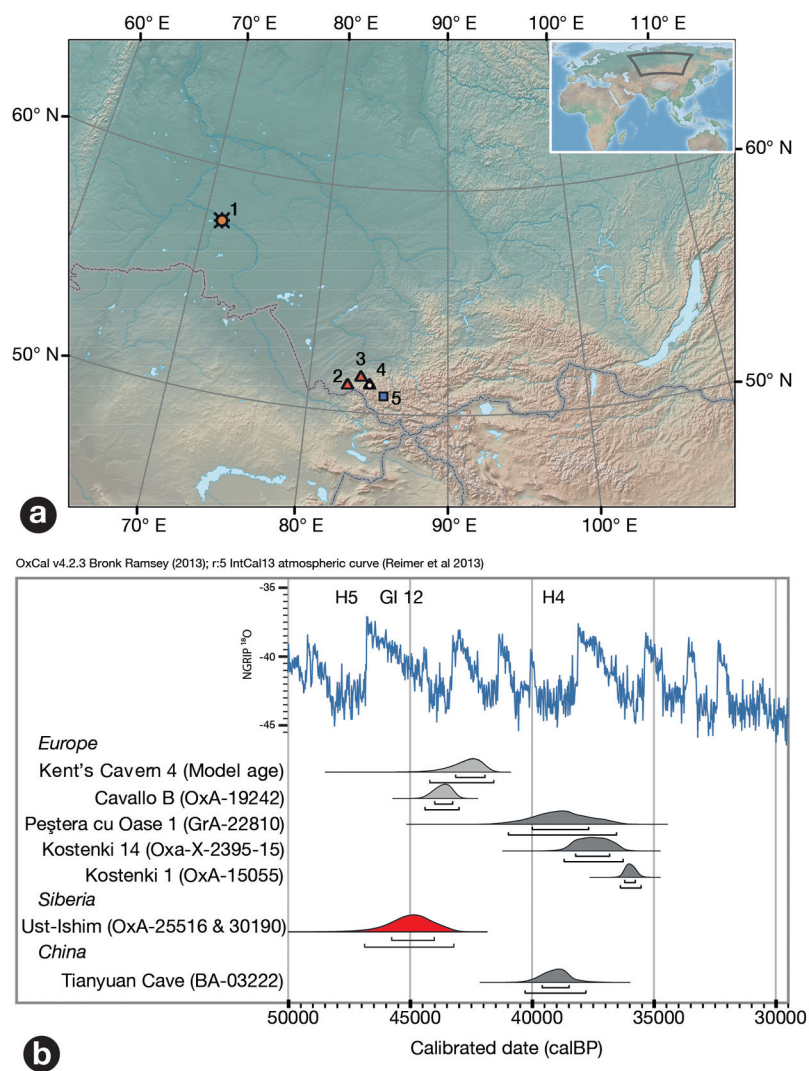 60° E 70° E 80° E 90° E 100° E 110° E
60° N
60° N
1
50° N
50° N
3
2 4
5
a
70° E 80° E 90° E 100° E
OxCal v4.2.3 Bronk Ramsey (2013); r:5 IntCal13 atmospheric curve (Reimer et al 2013)
-35
H5 GI 12 H4
NGRIP ¹⁸O
-40
-45
Europe
Kent's Cavern 4 (Model age)
Cavallo B (OxA-19242)
Peştera cu Oase 1 (GrA-22810)
Kostenki 14 (Oxa-X-2395-15)
Kostenki 1 (OxA-15055)
Siberia
Ust-Ishim (OxA-25516 & 30190)
China
Tianyuan Cave (BA-03222)
50000 45000 40000 35000 30000
Calibrated date (calBP)
b